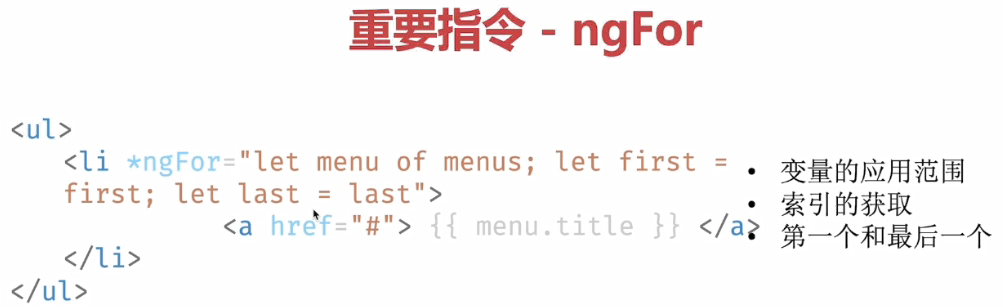 重要指令 - ngFor
<ul>
<li *ngFor="let menu of menus; let first =
first; let last = last">
<a href="#"> {{ menu.title }} </a>
</li>
</ul>
• 变量的应用范围
• 索引的获取
• 第一个和最后一个